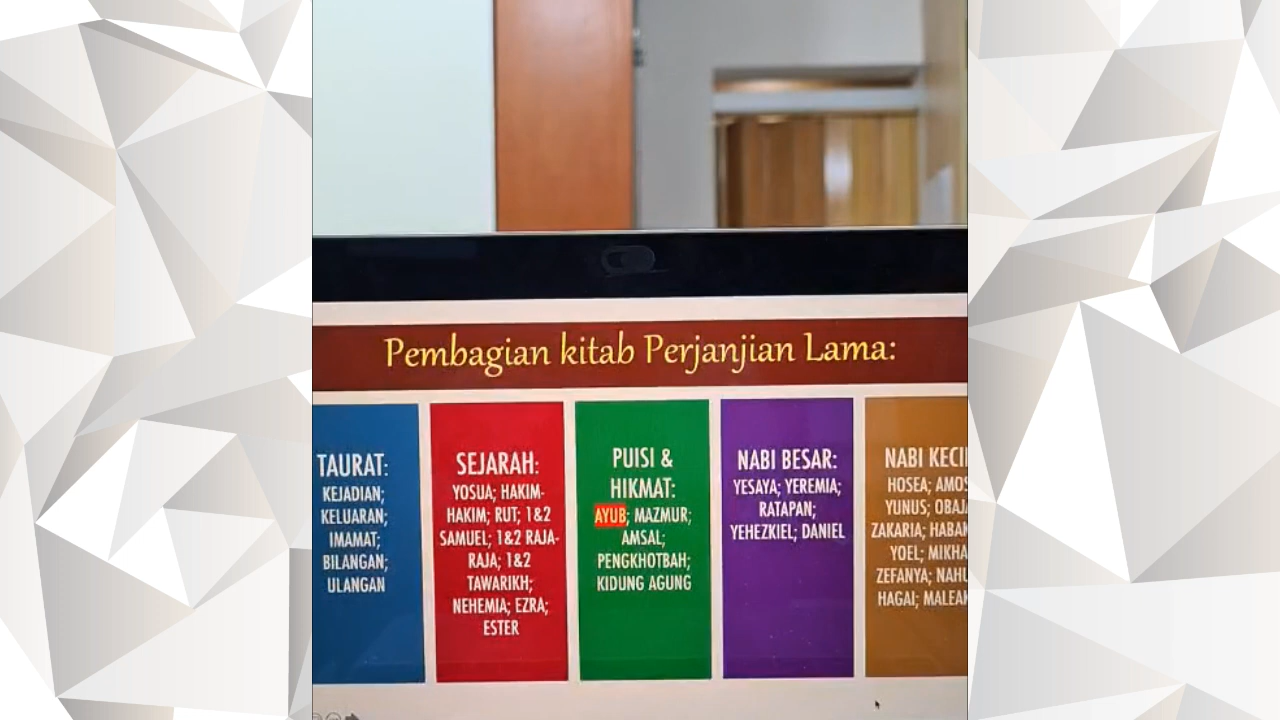 Pembagian kitab Perjanjian Lama:
TAURAT:
KEJADIAN;
KELUARAN;
IMAMAT;
BILANGAN;
ULANGAN
SEJARAH:
YOSUA; HAKIM-
HAKIM; RUT; 1&2
SAMUEL; 1&2 RAJA-
RAJA; 1&2
TAWARIKH;
NEHEMIA; EZRA;
ESTER
PUISI &
HIKMAT:
AYUB; MAZMUR;
AMSAL;
PENGKHOTBAH;
KIDUNG AGUNG
NABI BESAR:
YESAYA; YEREMIA;
RATAPAN;
YEHEZKIEL; DANIEL
NABI
HOSEA;
YUNUS;
ZAKARIA;
YOEL;
ZEFANYA;
HAGAI;